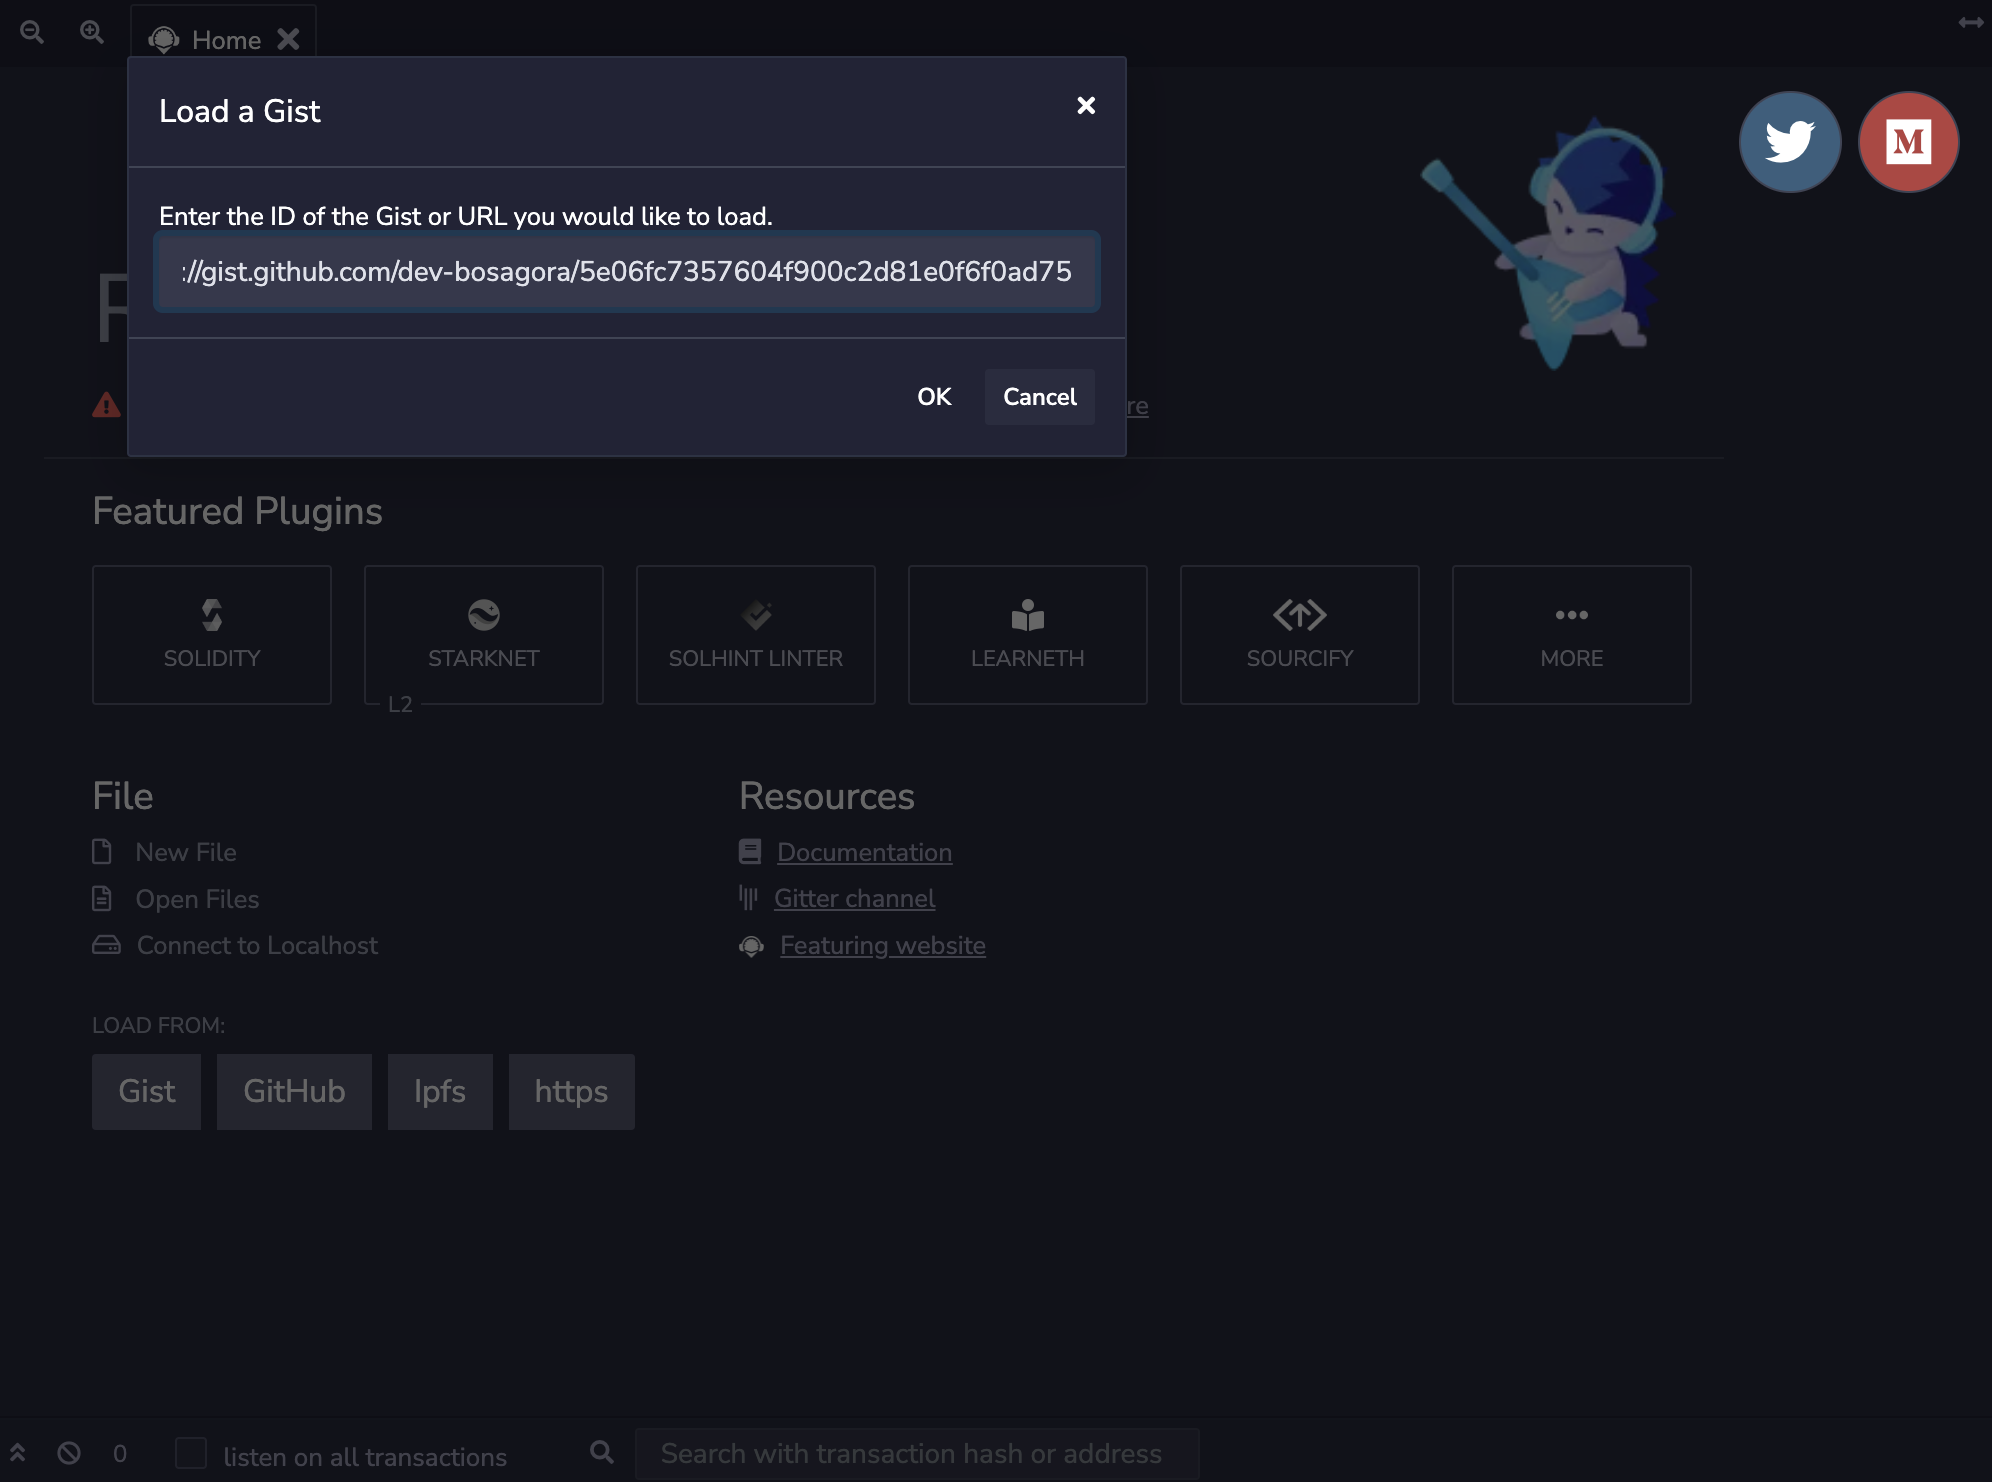 Home
Load a Gist
Enter the ID of the Gist or URL you would like to load.
://gist.github.com/dev-bosagora/5e06fc7357604f900c2d81e0f6f0ad75
OK Cancel
re
Featured Plugins
SOLIDITY STARKNET SOLHINT LINTER LEARNETH SOURCIFY MORE
L2
File Resources
New File Documentation
Open Files Gitter channel
Connect to Localhost Featuring website
LOAD FROM:
Gist GitHub Ipfs https
0 listen on all transactions Search with transaction hash or address